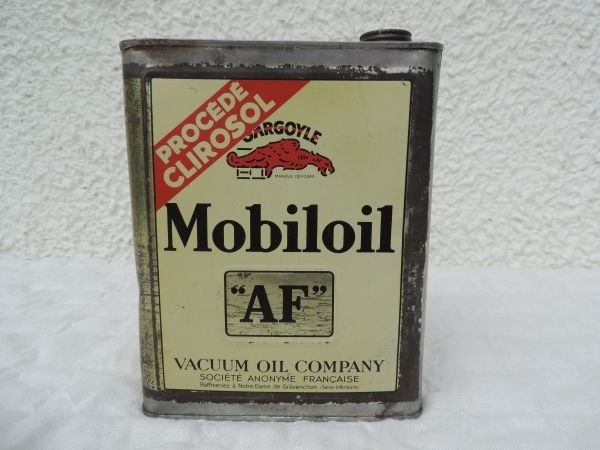 PROCÉDÉ
CLIROSOL
GARGOYLE
MARQUE DÉPOSÉE
Mobiloil
"AF"
VACUUM OIL COMPANY
SOCIÉTÉ ANONYME FRANÇAISE
Raffineries à Notre-Dame de Gravenchon (Seine-Inférieure)